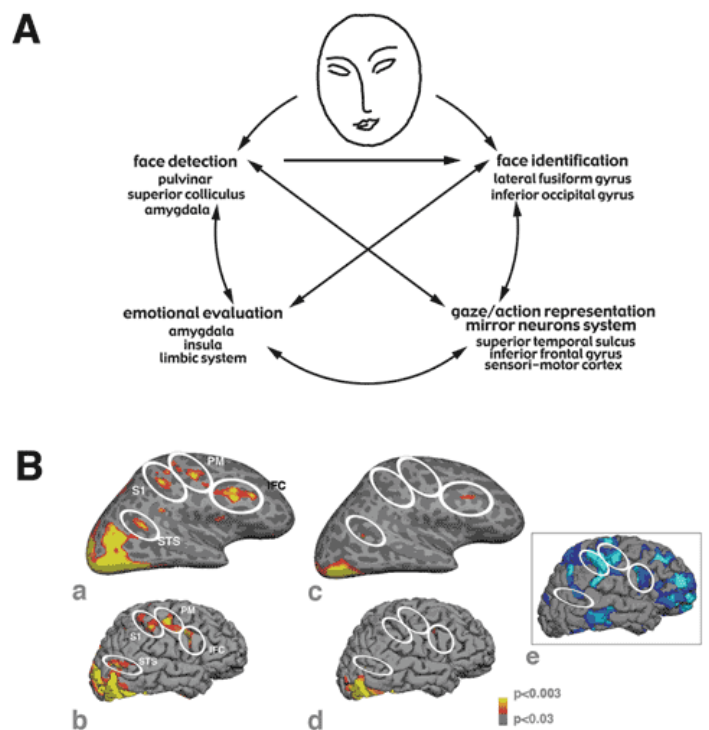 A
face detection
pulvinar
superior colliculus
amygdala
face identification
lateral fusiform gyrus
inferior occipital gyrus
emotional evaluation
amygdala
insula
limbic system
gaze/action representation
mirror neurons system
superior temporal sulcus
inferior frontal gyrus
sensori-motor cortex
B
PM
S1
IFC
STS
a
c
PM
S1
IFC
STS
b
d
e
p<0.003
p<0.03